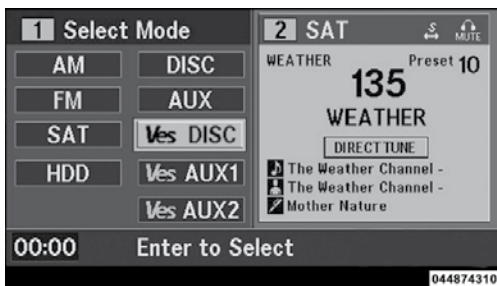 1 Select Mode
AM
DISC
FM
AUX
SAT
Ves DISC
HDD
Ves AUX1
Ves AUX2
2 SAT
S
MUTE
WEATHER
Preset 10
135
WEATHER
DIRECT TUNE
The Weather Channel -
The Weather Channel -
Mother Nature
00:00
Enter to Select
044874310